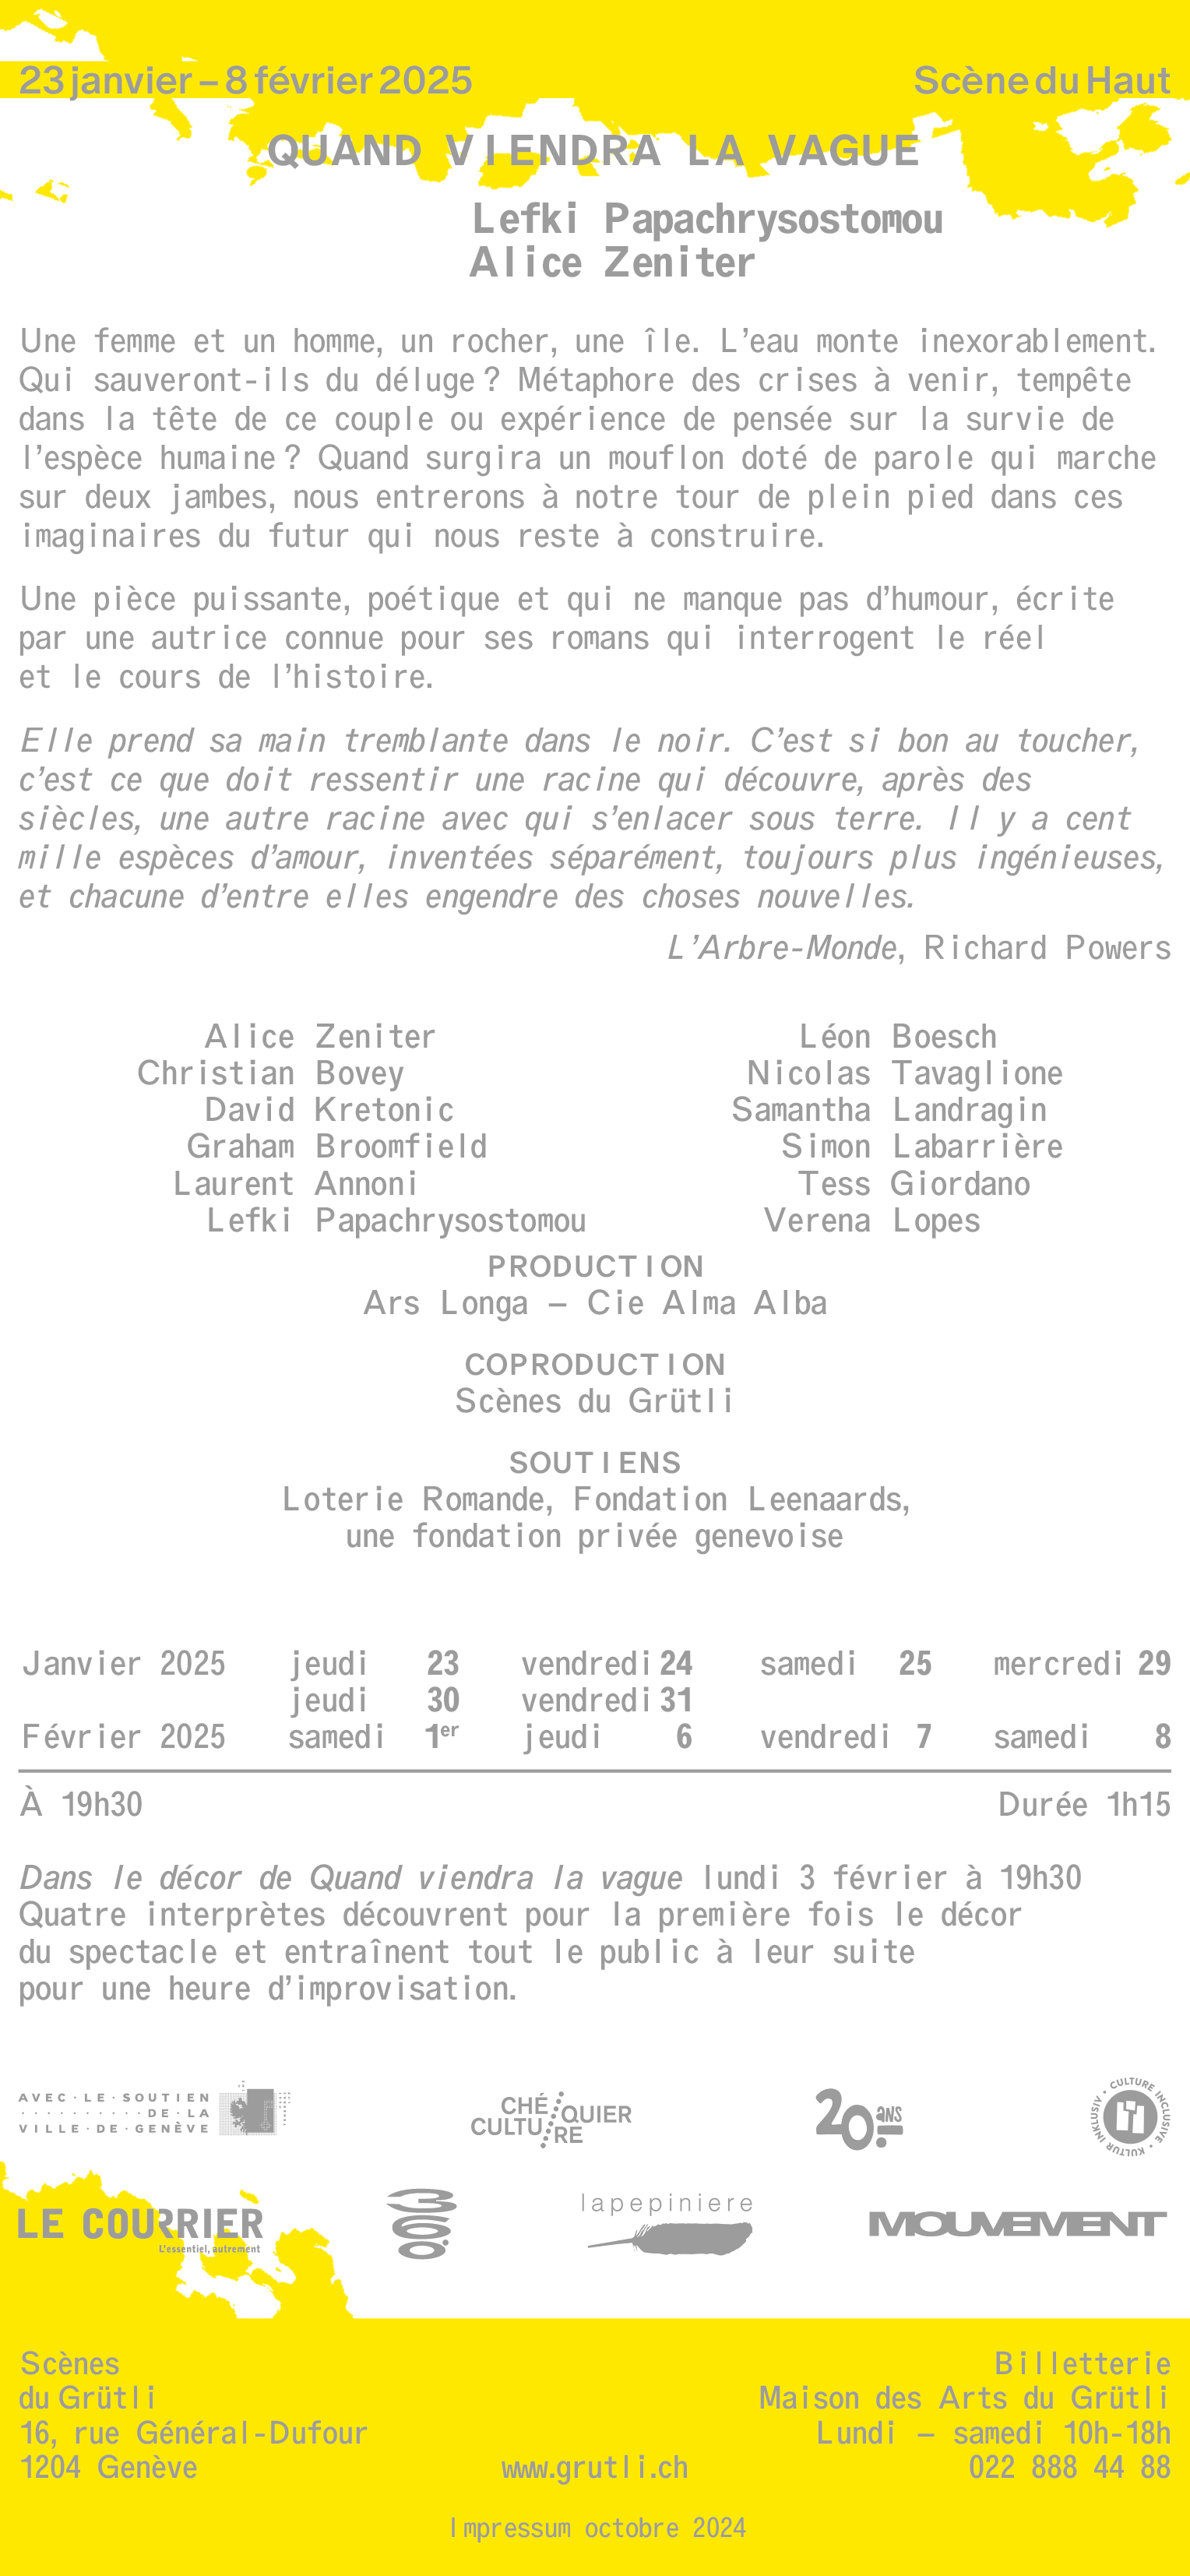 23 janvier – 8 février 2025 Scène du Haut
QUAND VIENDRA LA VAGUE
Lefki Papachrysostomou
Alice Zeniter
Une femme et un homme, un rocher, une île. L’eau monte inexorablement.
Qui sauveront-ils du déluge ? Métaphore des crises à venir, tempête
dans la tête de ce couple ou expérience de pensée sur la survie de
l’espèce humaine ? Quand surgira un mouflon doté de parole qui marche
sur deux jambes, nous entrerons à notre tour de plein pied dans ces
imaginaires du futur qui nous reste à construire.
Une pièce puissante, poétique et qui ne manque pas d’humour, écrite
par une autrice connue pour ses romans qui interrogent le réel
et le cours de l’histoire.
Elle prend sa main tremblante dans le noir. C’est si bon au toucher,
c’est ce que doit ressentir une racine qui découvre, après des
siècles, une autre racine avec qui s’enlacer sous terre. Il y a cent
mille espèces d’amour, inventées séparément, toujours plus ingénieuses,
et chacune d’entre elles engendre des choses nouvelles.
L’Arbre-Monde, Richard Powers
Alice Zeniter
Christian Bovey
David Kretonic
Graham Broomfield
Laurent Annoni
Lefki Papachrysostomou
Léon Boesch
Nicolas Tavaglione
Samantha Landragin
Simon Labarrière
Tess Giordano
Verena Lopes
PRODUCTION
Ars Longa – Cie Alma Alba
COPRODUCTION
Scènes du Grütli
SOUTIENS
Loterie Romande, Fondation Leenaards,
une fondation privée genevoise
Janvier 2025 jeudi 23 vendredi 24 samedi 25 mercredi 29
jeudi 30 vendredi 31
Février 2025 samedi 1er jeudi 6 vendredi 7 samedi 8
À 19h30 Durée 1h15
Dans le décor de Quand viendra la vague lundi 3 février à 19h30
Quatre interprètes découvrent pour la première fois le décor
du spectacle et entraînent tout le public à leur suite
pour une heure d’improvisation.
AVEC·LE·SOUTIEN
DE·LA
VILLE·DE·GENÈVE
CHÉ
QUIER
CULTU
RE
20 ANS
CULTURE INCLUSIVE • KULTUR INKLUSIV •
LE COURRIER
L’essentiel, autrement
300
lapepiniere
MOUVEMENT
Scènes
du Grütli
16, rue Général-Dufour
1204 Genève
www.grutli.ch
Billetterie
Maison des Arts du Grütli
Lundi – samedi 10h-18h
022 888 44 88
Impressum octobre 2024